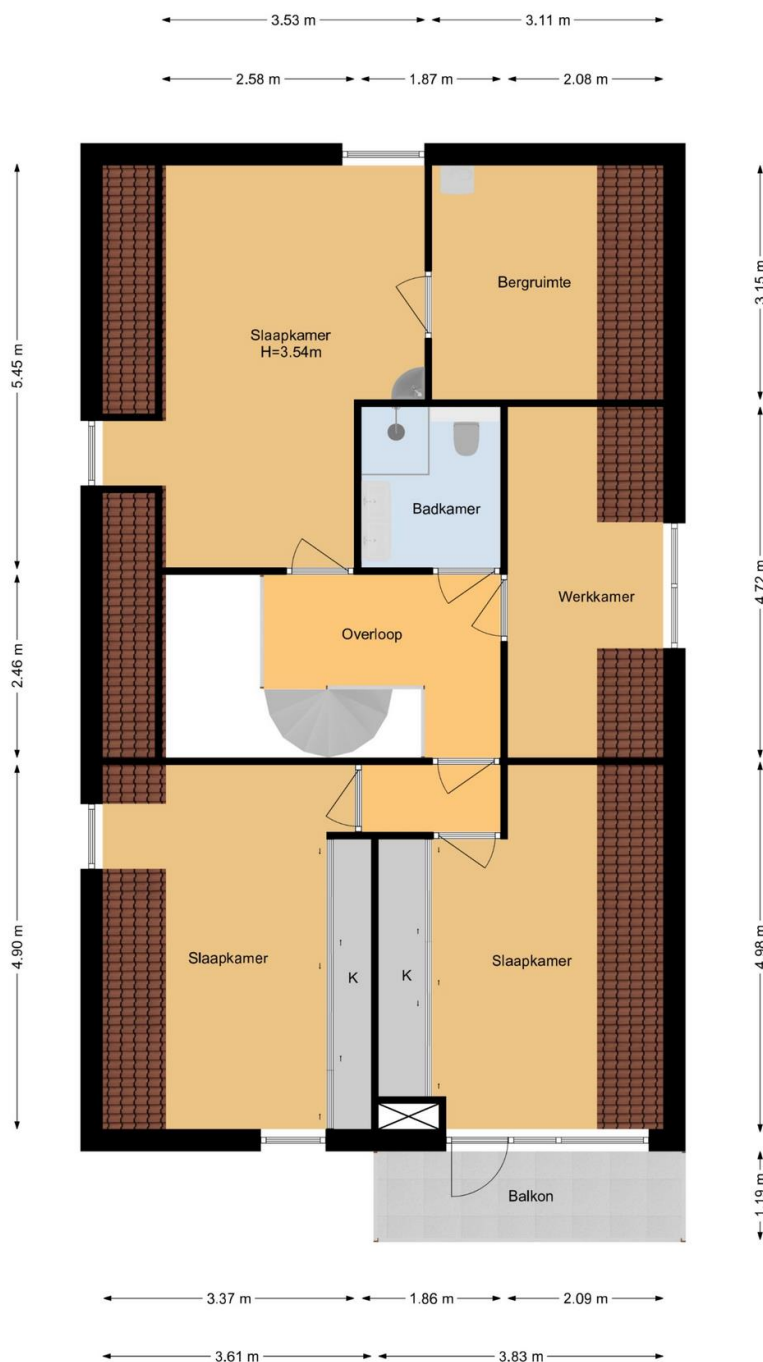 3.53 m
3.11 m
2.58 m
1.87 m
2.08 m
5.45 m
3.15 m
Bergruimte
Slaapkamer
H=3.54m
Badkamer
2.46 m
4.72 m
Werkkamer
Overloop
4.90 m
4.98 m
Slaapkamer
K
K
Slaapkamer
1.19 m
Balkon
3.37 m
1.86 m
2.09 m
3.61 m
3.83 m